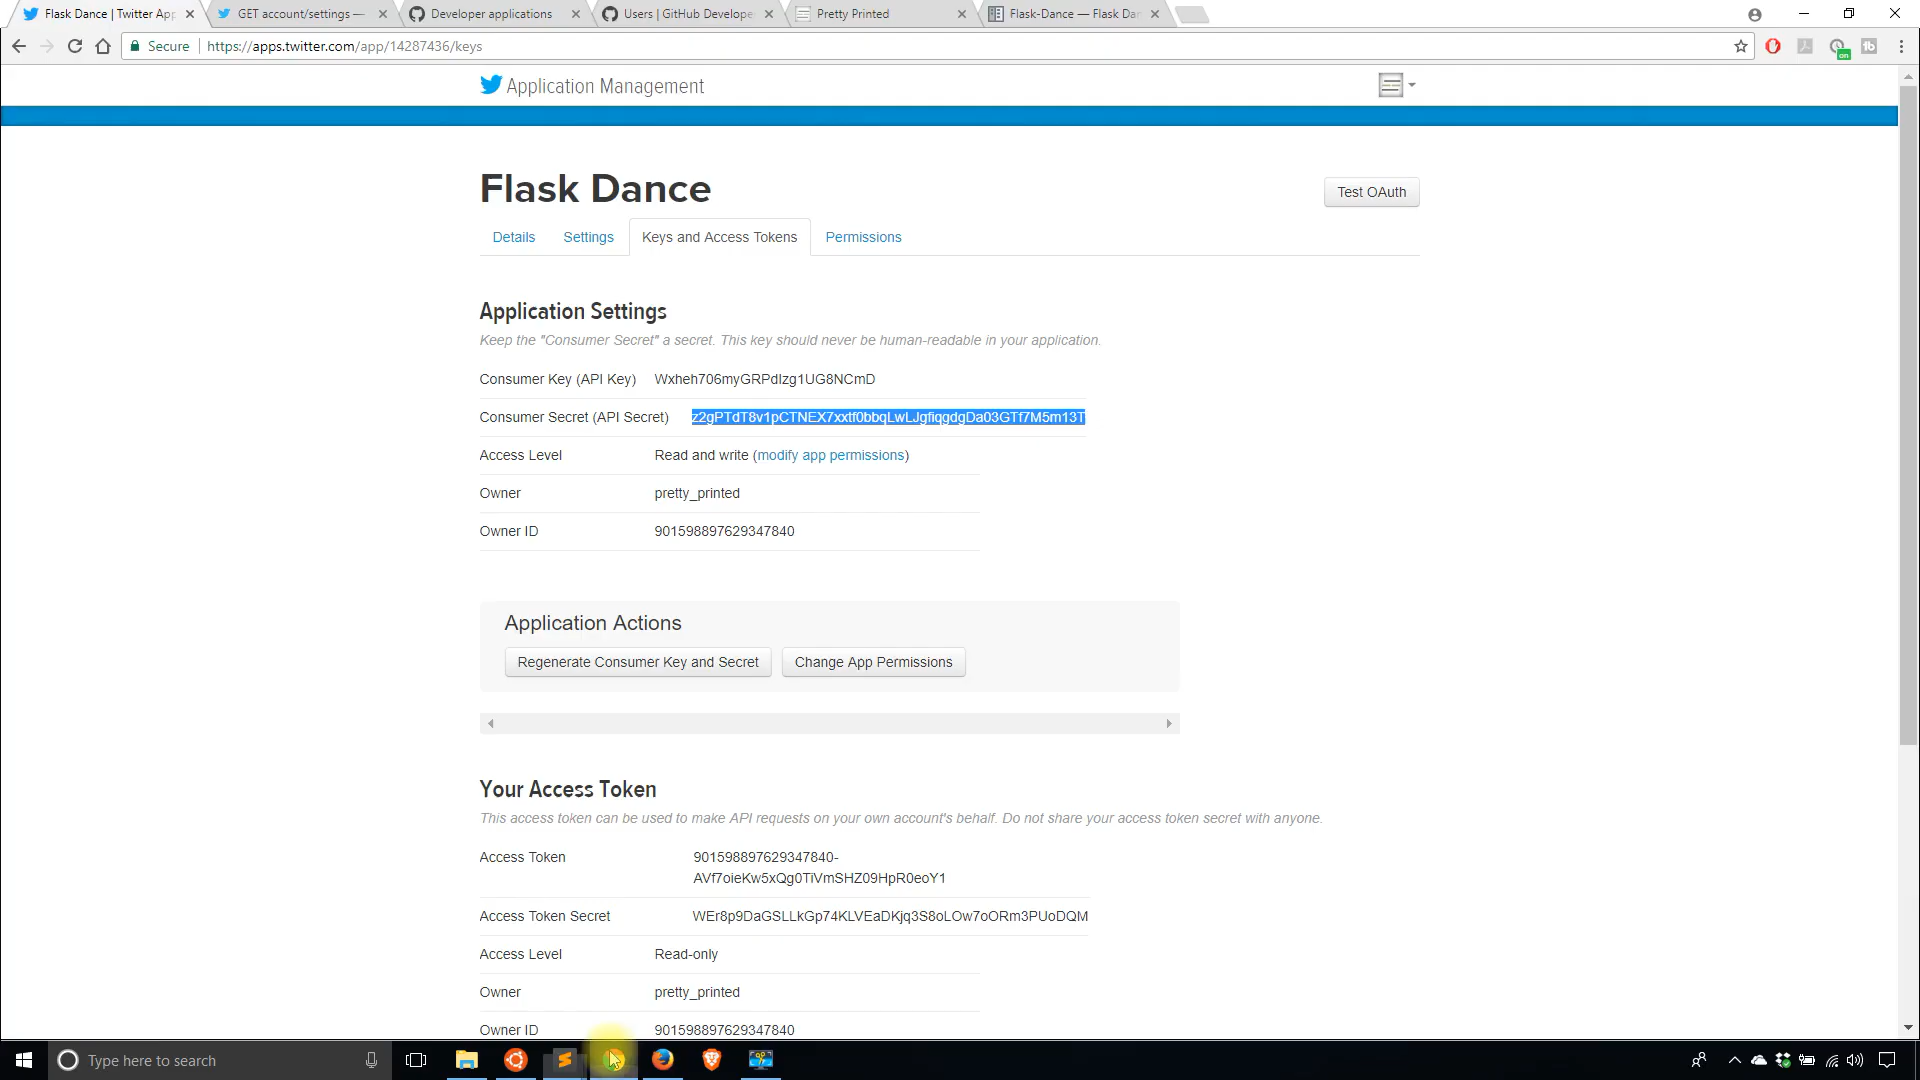 Flask Dance | Twitter App
GET account/settings —
Developer applications
Users | GitHub Develope
Pretty Printed
Flask-Dance — Flask Dan
Secure
https://apps.twitter.com/app/14287436/keys
Application Management
Flask Dance
Test OAuth
Details
Settings
Keys and Access Tokens
Permissions
Application Settings
Keep the "Consumer Secret" a secret. This key should never be human-readable in your application.
Consumer Key (API Key) Wxheh706myGRPdIzg1UG8NCmD
Consumer Secret (API Secret) z2gPTdT8v1pCTNEX7xxtf0bbqLwLJgfiqgdgDa03GTf7M5m13T
Access Level Read and write (modify app permissions)
Owner pretty_printed
Owner ID 901598897629347840
Application Actions
Regenerate Consumer Key and Secret
Change App Permissions
Your Access Token
This access token can be used to make API requests on your own account's behalf. Do not share your access token secret with anyone.
Access Token 901598897629347840-
AVf7oieKw5xQg0TiVmSHZ09HpR0eoY1
Access Token Secret WEr8p9DaGSLLkGp74KLVEaDKjq3S8oLOw7oORm3PUoDQM
Access Level Read-only
Owner pretty_printed
Owner ID 901598897629347840
Type here to search